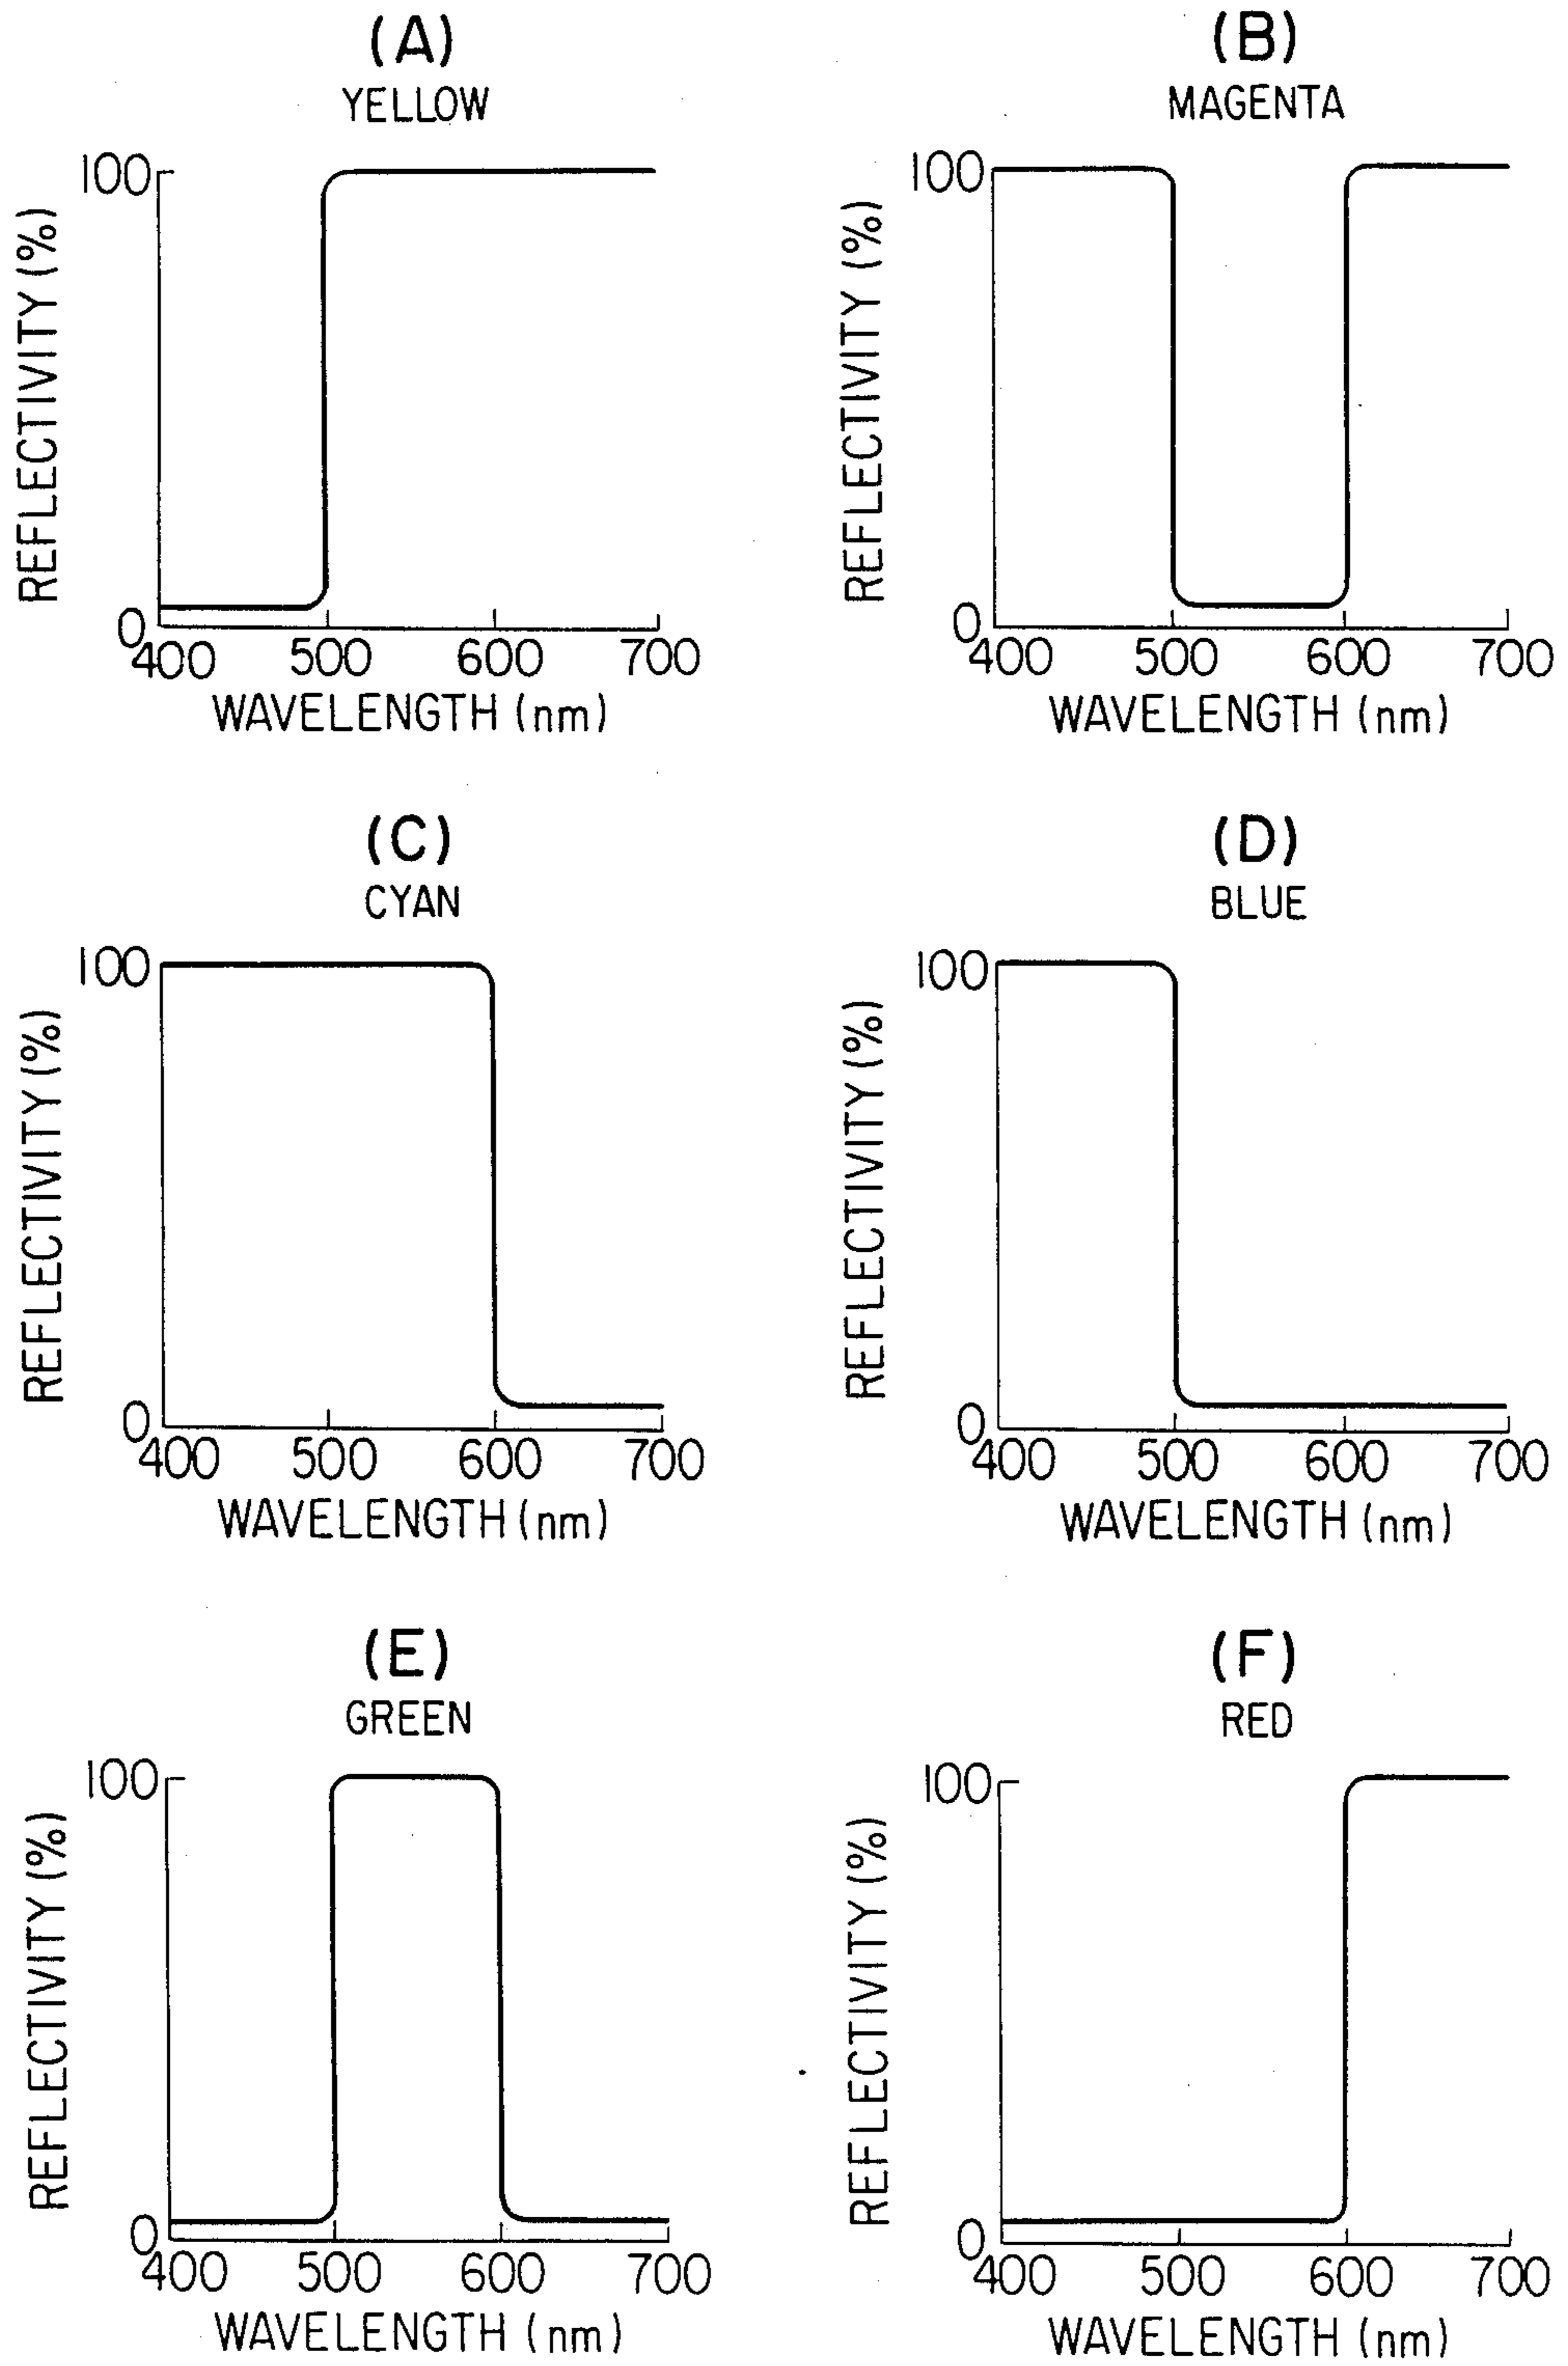 (A)
YELLOW
100
REFLECTIVITY (%)
0
400 500 600 700
WAVELENGTH (nm)
(B)
MAGENTA
100
REFLECTIVITY (%)
0
400 500 600 700
WAVELENGTH (nm)
(C)
CYAN
100
REFLECTIVITY (%)
0
400 500 600 700
WAVELENGTH (nm)
(D)
BLUE
100
REFLECTIVITY (%)
0
400 500 600 700
WAVELENGTH (nm)
(E)
GREEN
100
REFLECTIVITY (%)
0
400 500 600 700
WAVELENGTH (nm)
(F)
RED
100
REFLECTIVITY (%)
0
400 500 600 700
WAVELENGTH (nm)